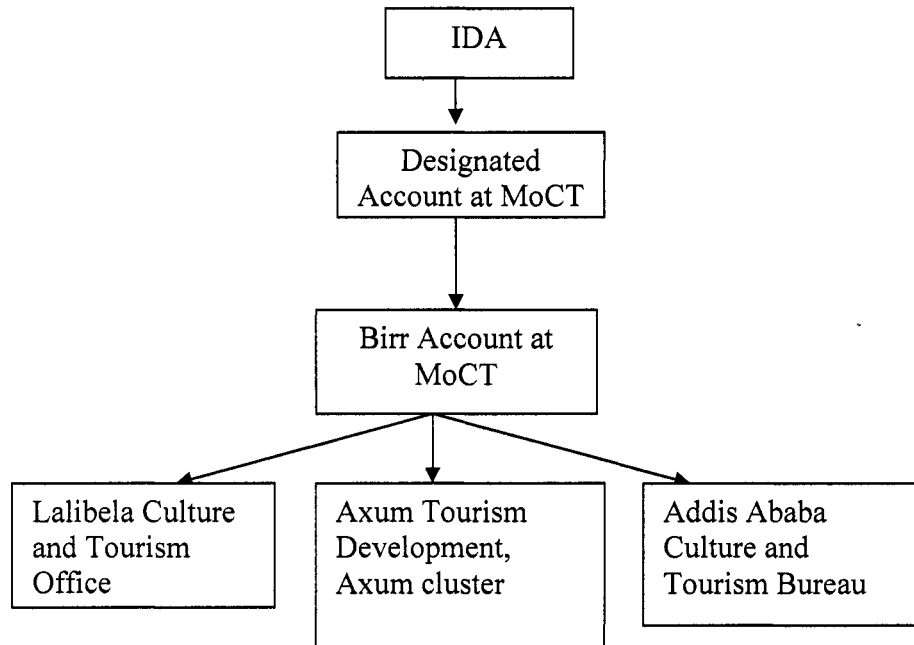 IDA
Designated
Account at MoCT
Birr Account at
MoCT
Lalibela Culture
and Tourism
Office
Axum Tourism
Development,
Axum cluster
Addis Ababa
Culture and
Tourism Bureau